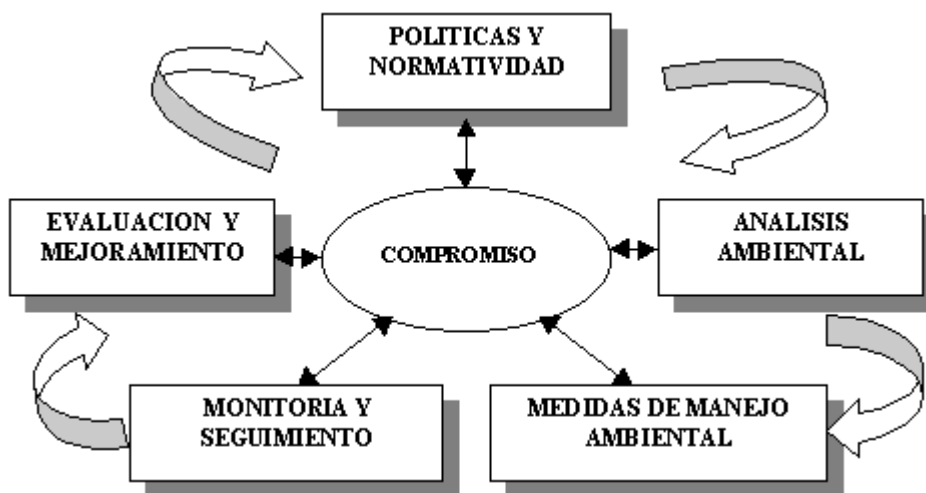 POLITICAS Y
NORMATIVIDAD
EVALUACION Y
MEJORAMIENTO
COMPROMISO
ANALISIS
AMBIENTAL
MONITORIA Y
SEGUIMIENTO
MEDIDAS DE MANEJO
AMBIENTAL